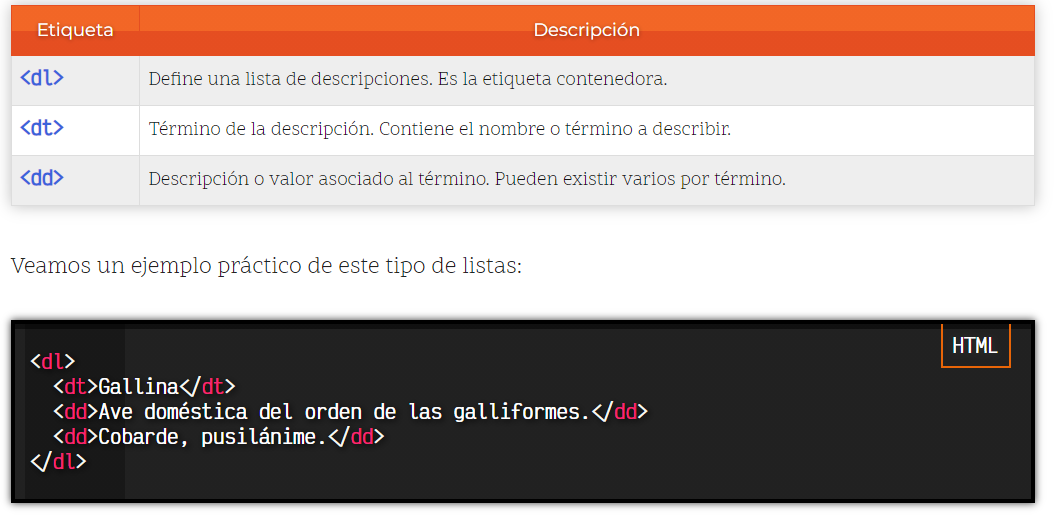 Etiqueta Descripción
<dl> Define una lista de descripciones. Es la etiqueta contenedora.
<dt> Término de la descripción. Contiene el nombre o término a describir.
<dd> Descripción o valor asociado al término. Pueden existir varios por término.
Veamos un ejemplo práctico de este tipo de listas:
HTML
<dl>
  <dt>Gallina</dt>
  <dd>Ave doméstica del orden de las galliformes.</dd>
  <dd>Cobarde, pusilánime.</dd>
</dl>